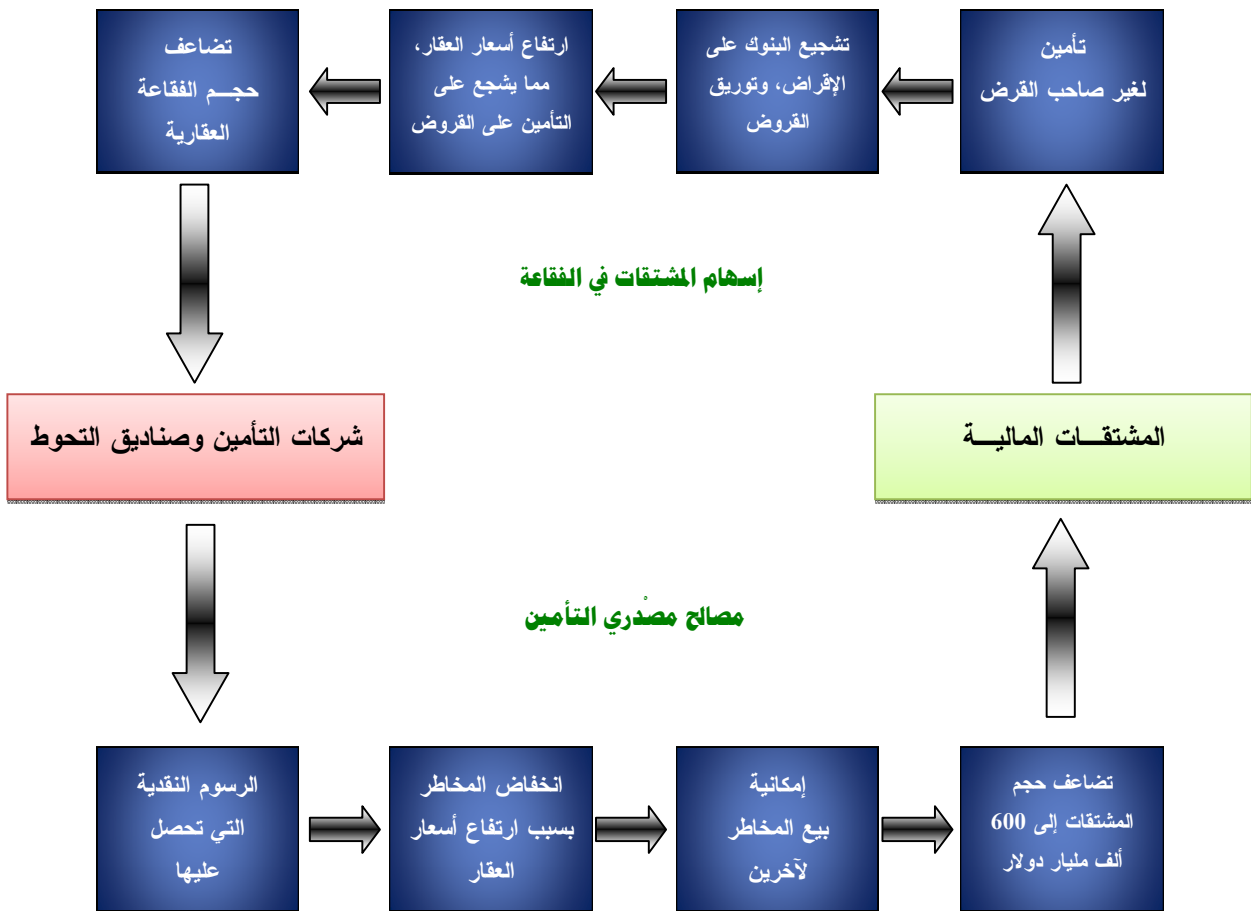 تأمين
لغير صاحب القرض
تشجيع البنوك على
الإقراض، وتوريق
القروض
ارتفاع أسعار العقار،
مما يشجع على
التأمين على القروض
تضاعف
حجــم الفقاعة
العقارية
إسهام المشتقات في الفقاعة
المشتقــات الماليــة
شركات التأمين وصناديق التحوط
مصالح مصْدري التأمين
الرسوم النقدية
التي تحصل
عليها
انخفاض المخاطر
بسبب ارتفاع أسعار
العقار
إمكانية
بيع المخاطر
لآخرين
تضاعف حجم
المشتقات إلى 600
ألف مليار دولار